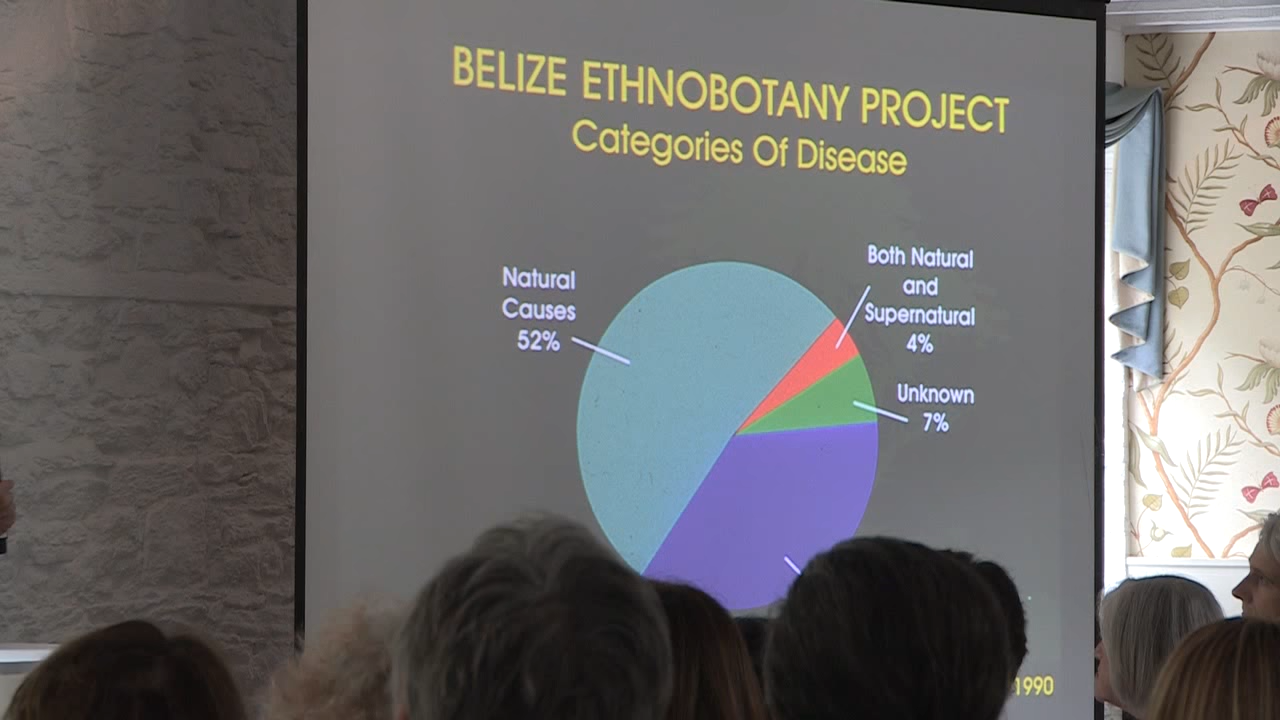 BELIZE ETHNOBOTANY PROJECT
Categories Of Disease
Natural
Causes
52%
Both Natural
and
Supernatural
4%
Unknown
7%
1990